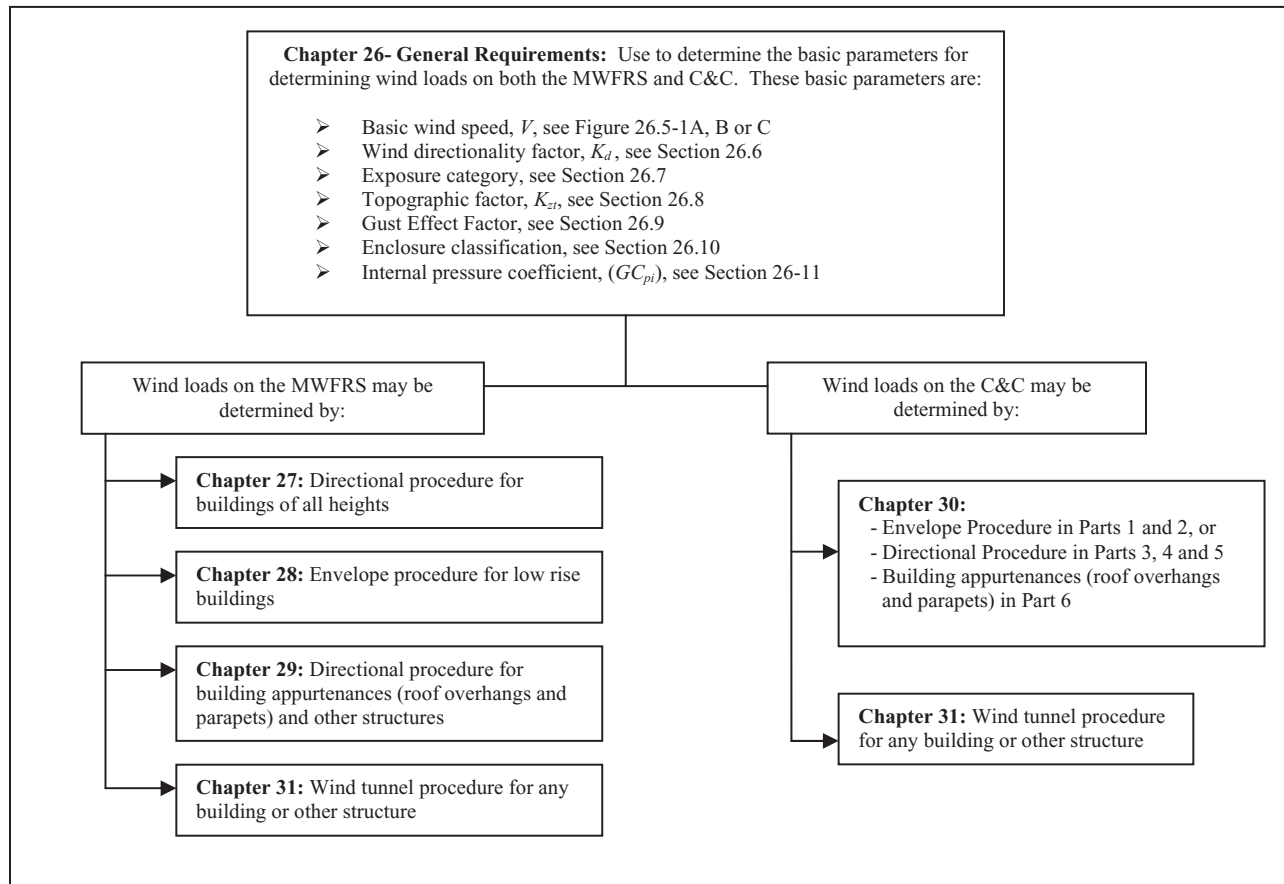 Chapter 26- General Requirements: Use to determine the basic parameters for
determining wind loads on both the MWFRS and C&C. These basic parameters are:
➢ Basic wind speed, V, see Figure 26.5-1A, B or C
➢ Wind directionality factor, Kd , see Section 26.6
➢ Exposure category, see Section 26.7
➢ Topographic factor, Kzt, see Section 26.8
➢ Gust Effect Factor, see Section 26.9
➢ Enclosure classification, see Section 26.10
➢ Internal pressure coefficient, (GCpi), see Section 26-11
Wind loads on the MWFRS may be
determined by:
Chapter 27: Directional procedure for
buildings of all heights
Chapter 28: Envelope procedure for low rise
buildings
Chapter 29: Directional procedure for
building appurtenances (roof overhangs and
parapets) and other structures
Chapter 31: Wind tunnel procedure for any
building or other structure
Wind loads on the C&C may be
determined by:
Chapter 30:
- Envelope Procedure in Parts 1 and 2, or
- Directional Procedure in Parts 3, 4 and 5
- Building appurtenances (roof overhangs
and parapets) in Part 6
Chapter 31: Wind tunnel procedure
for any building or other structure